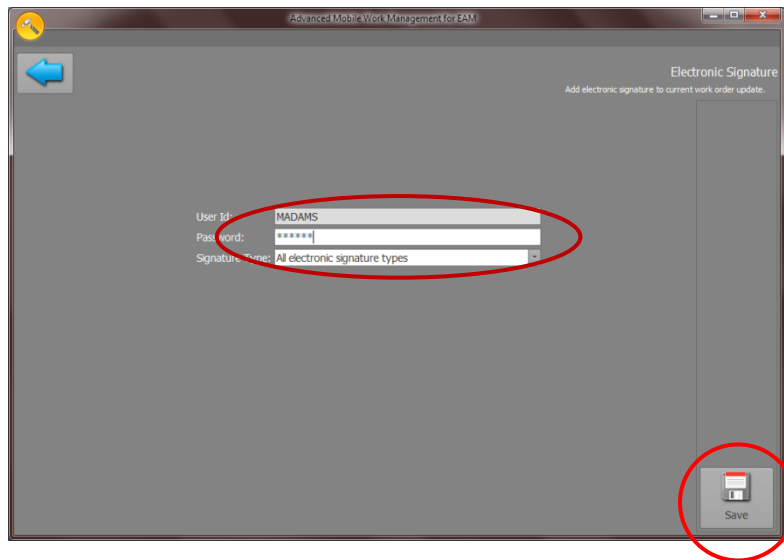 Advanced Mobile Work Management for EAM
Electronic Signature
Add electronic signature to current work order update.
User Id: MADAMS
Password: ******
Signature Type: All electronic signature types
Save